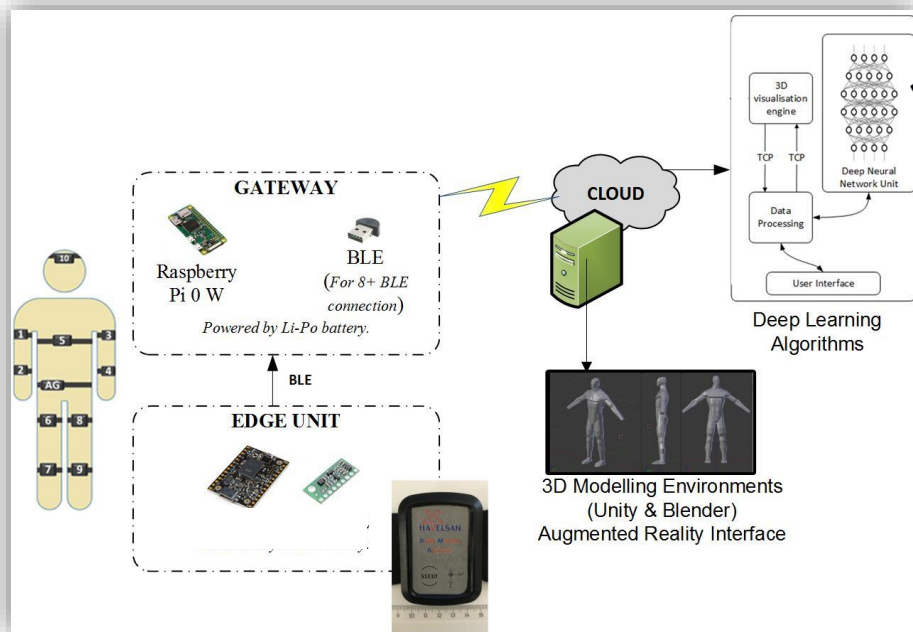 GATEWAY
Raspberry
Pi 0 W
BLE
(For 8+ BLE
connection)
Powered by Li-Po battery.
BLE
EDGE UNIT
10
1
5
3
2
AG
4
6
8
7
9
HAVELSAN
CLOUD
3D
visualisation
engine
TCP
TCP
Data
Processing
Deep Neural
Network Unit
User Interface
Deep Learning
Algorithms
3D Modelling Environments
(Unity & Blender)
Augmented Reality Interface